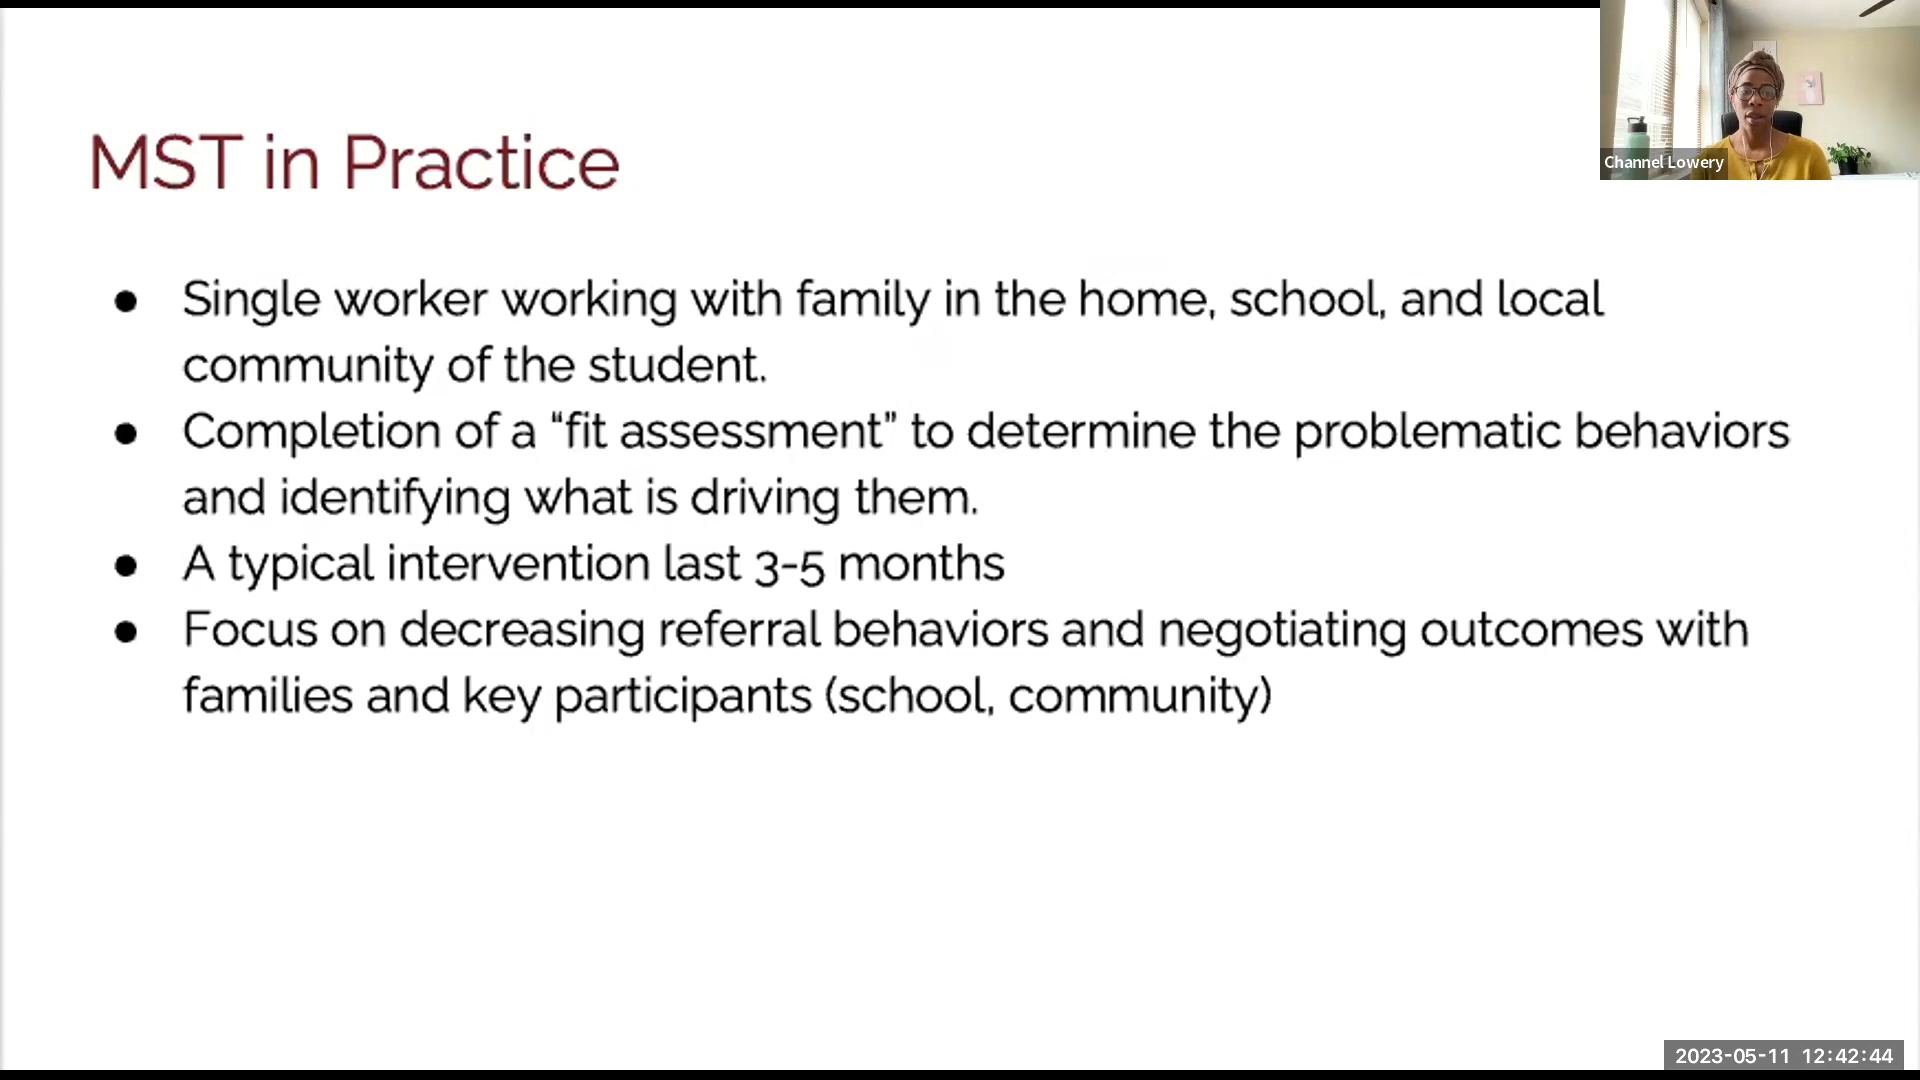 MST in Practice
Channel Lowery
● Single worker working with family in the home, school, and local
community of the student.
● Completion of a “fit assessment” to determine the problematic behaviors
and identifying what is driving them.
● A typical intervention last 3-5 months
● Focus on decreasing referral behaviors and negotiating outcomes with
families and key participants (school, community)
2023-05-11 12:42:44